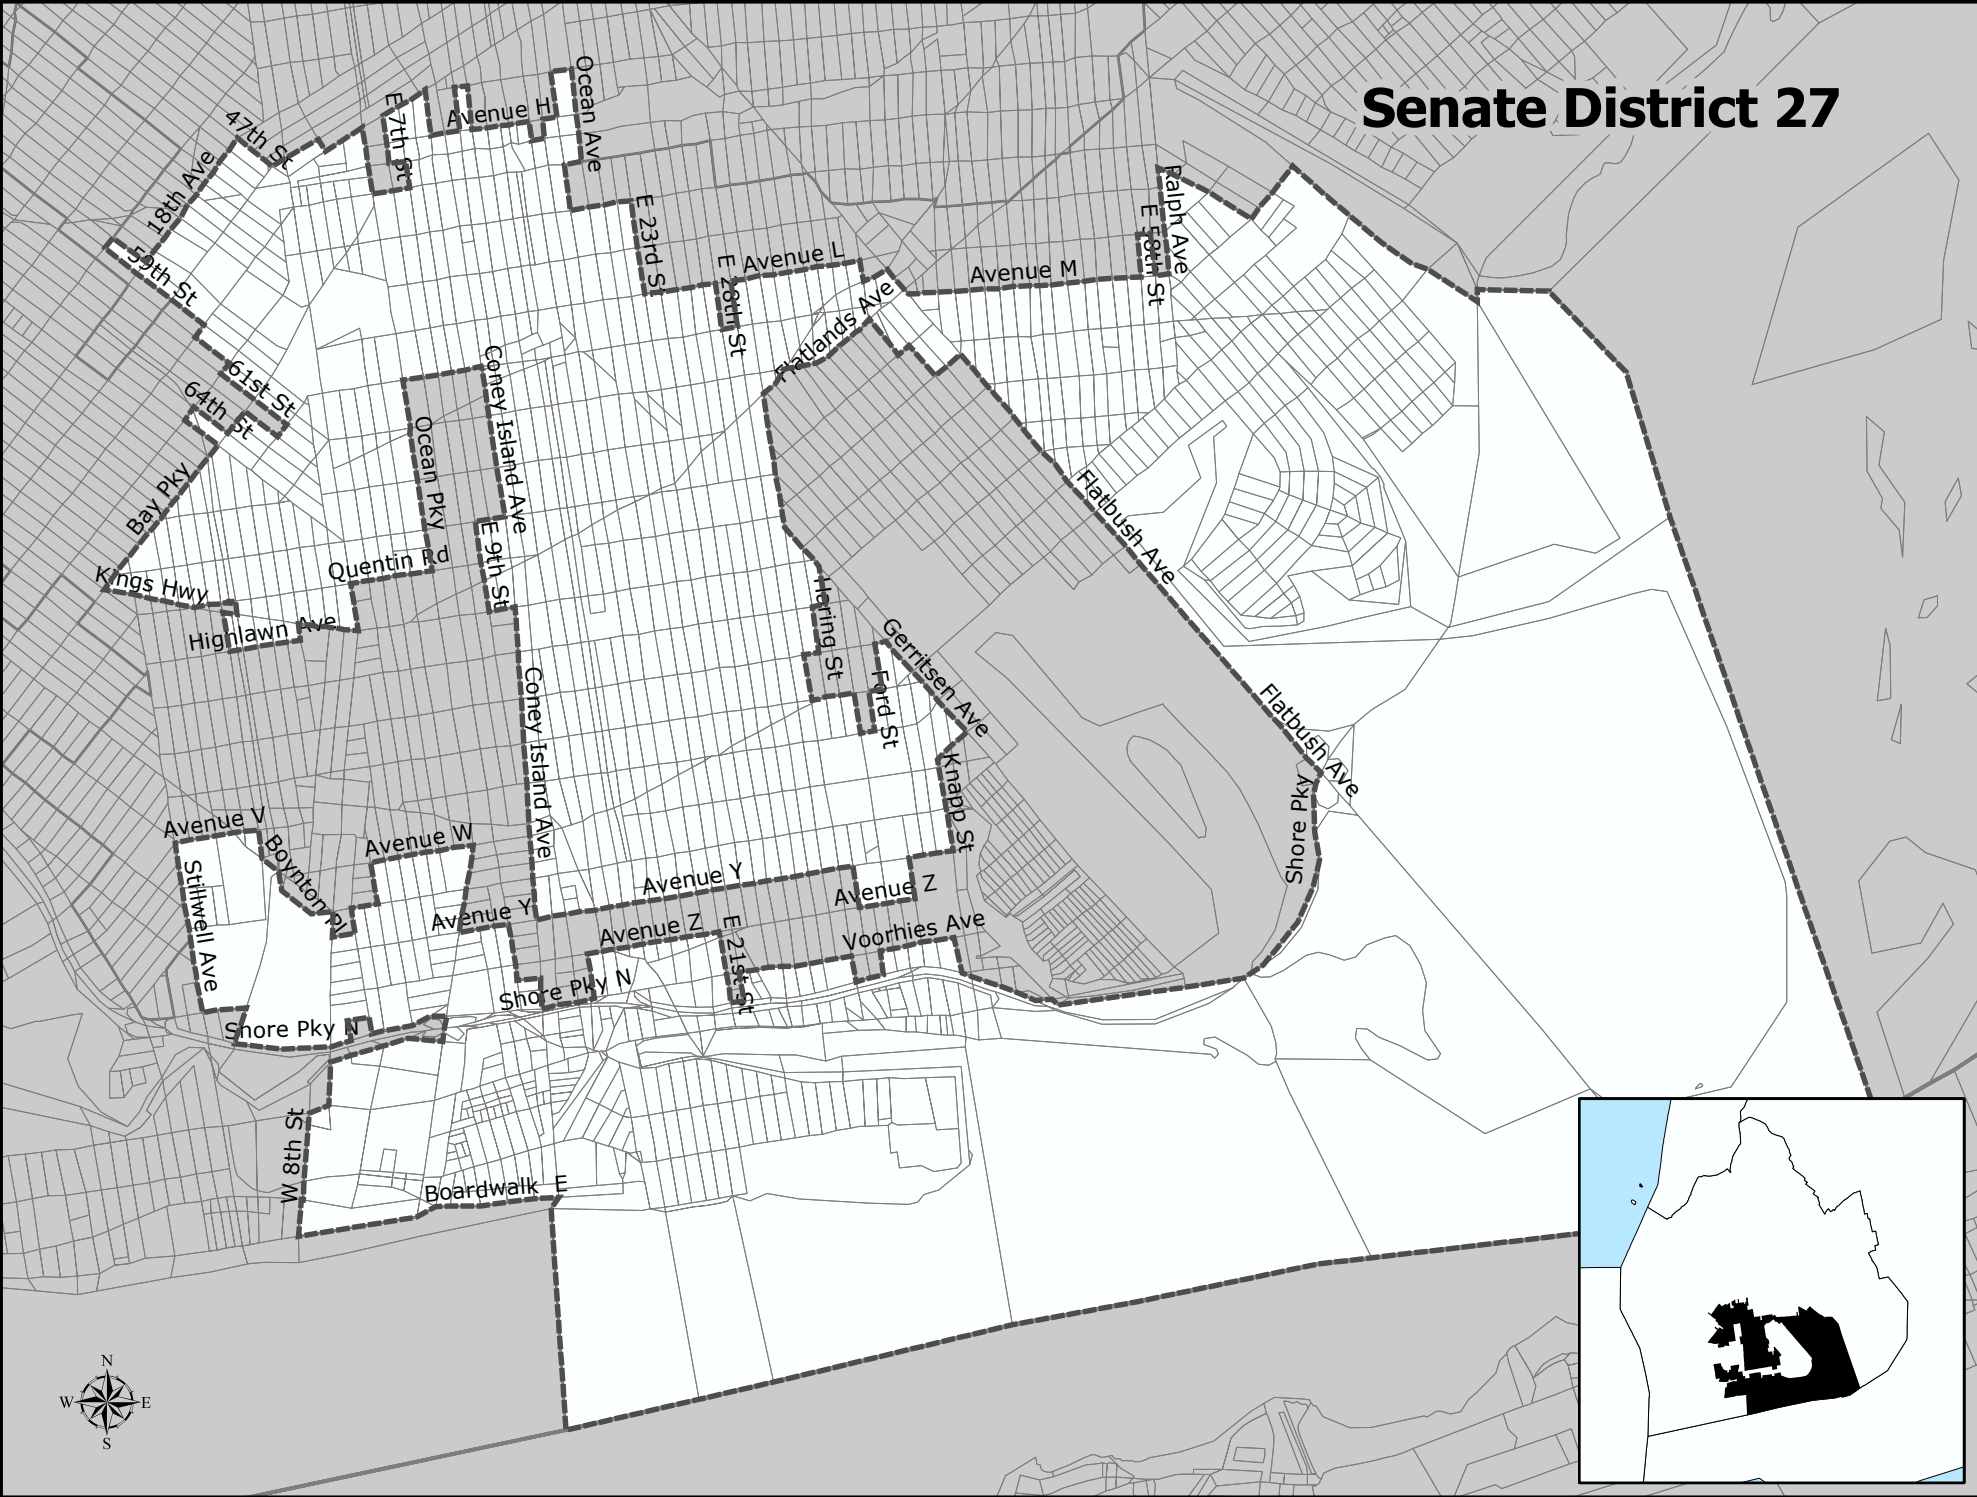 Senate District 27
Ocean Ave
E 7th St
Avenue H
47th St
18th Ave
59th St
E 23rd St
Ralph Ave
E 58th St
Avenue L
E 28th St
Avenue M
Flatlands Ave
61st St
64th St
Coney Island Ave
Ocean Pky
Bay Pky
Flatbush Ave
E 9th St
Quentin Rd
Kings Hwy
Highlawn Ave
Haring St
Gerritsen Ave
Ford St
Coney Island Ave
Flatbush Ave
Knapp St
Shore Pky
Avenue V
Boynton Pl
Avenue W
Stillwell Ave
Avenue Y
Avenue Z
Avenue Y
Avenue Z
E 21st St
Voorhies Ave
Shore Pky N
Shore Pky N
W 8th St
Boardwalk E
N
W E
S